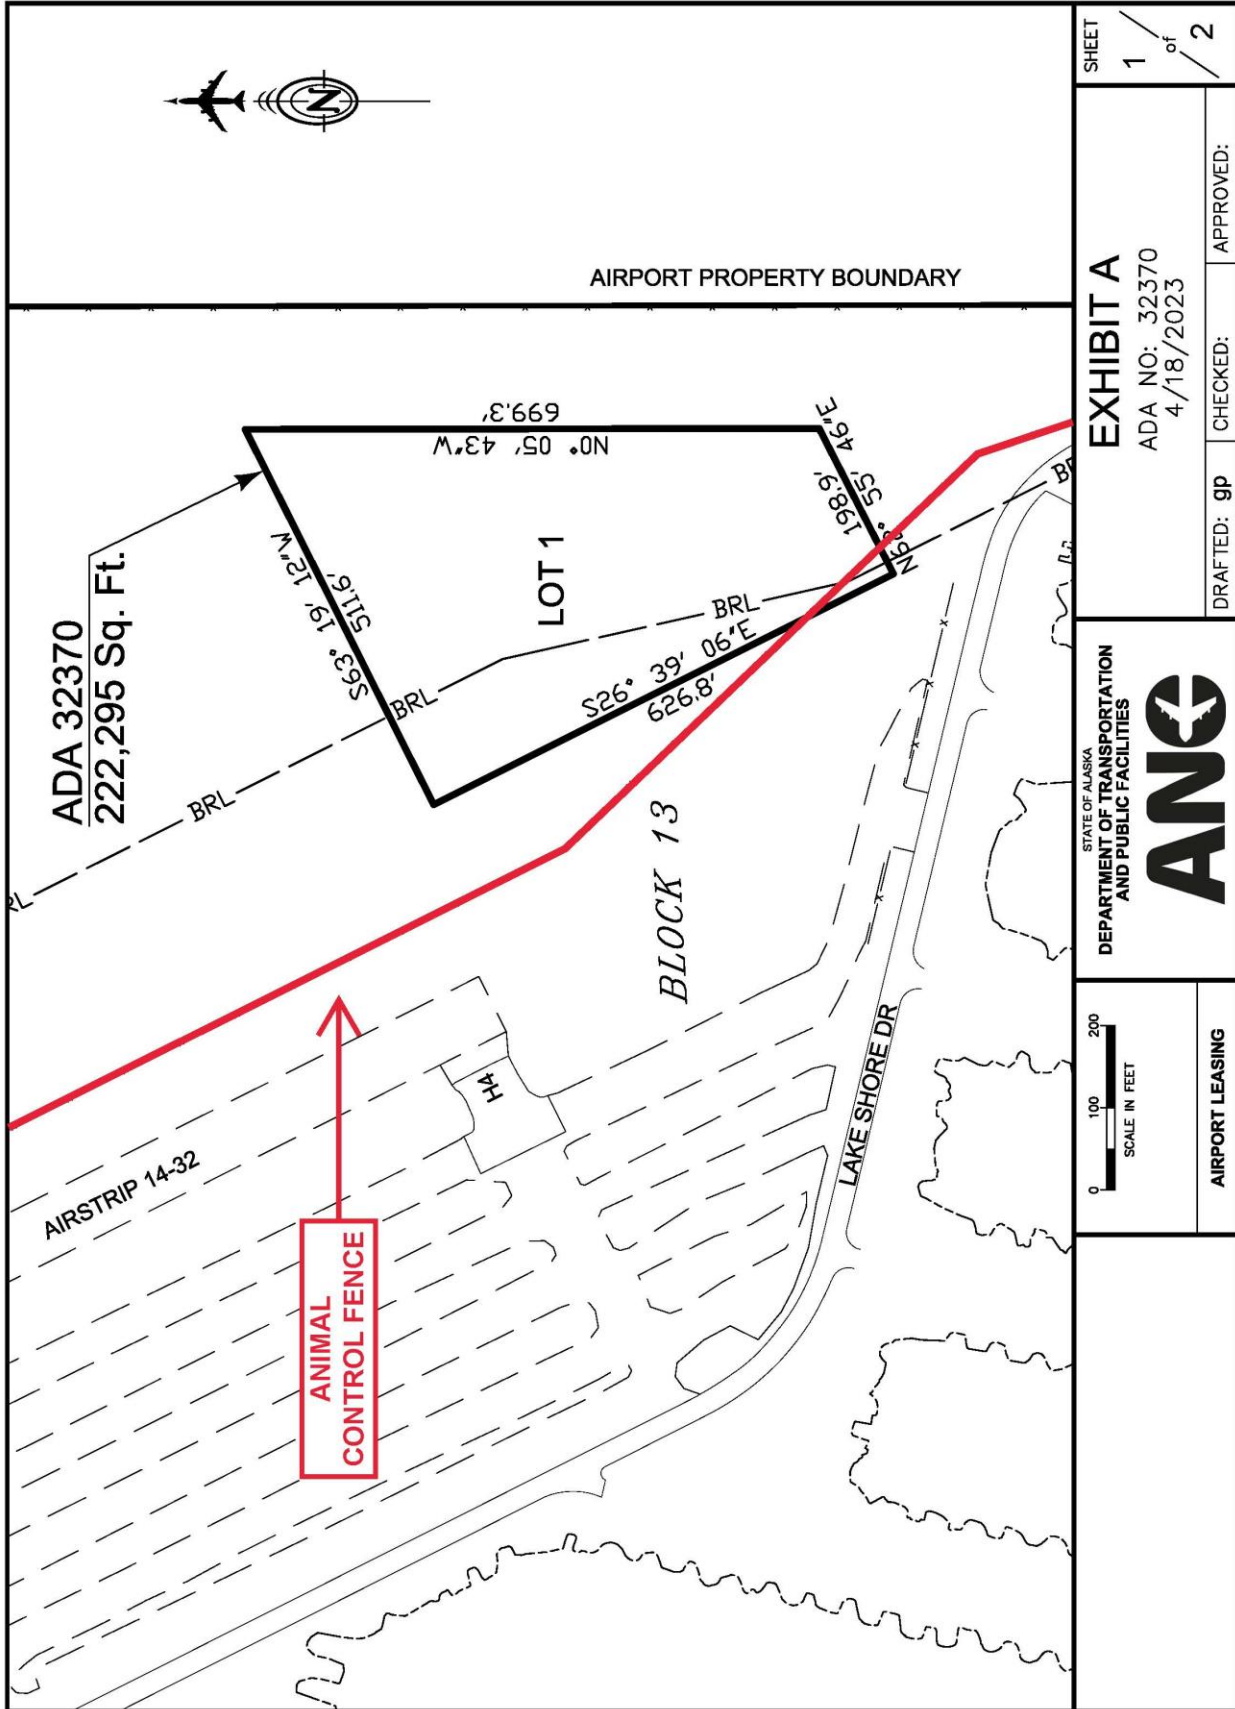 ADA 32370
222,295 Sq. Ft.
AIRPORT PROPERTY BOUNDARY
N0° 05' 43"W
699.3'
S63° 19' 12"W
511.6'
LOT 1
198.9'
N62° 55' 46"E
S26° 39' 06"E
626.8'
BRL
BRL
BRL
BLOCK 13
H4
AIRSTRIP 14-32
LAKE SHORE DR
ANIMAL
CONTROL FENCE
N
0 100 200
SCALE IN FEET
AIRPORT LEASING
STATE OF ALASKA
DEPARTMENT OF TRANSPORTATION
AND PUBLIC FACILITIES
ANC
EXHIBIT A
ADA NO: 32370
4/18/2023
DRAFTED: gp
CHECKED:
APPROVED:
SHEET
1 of 2